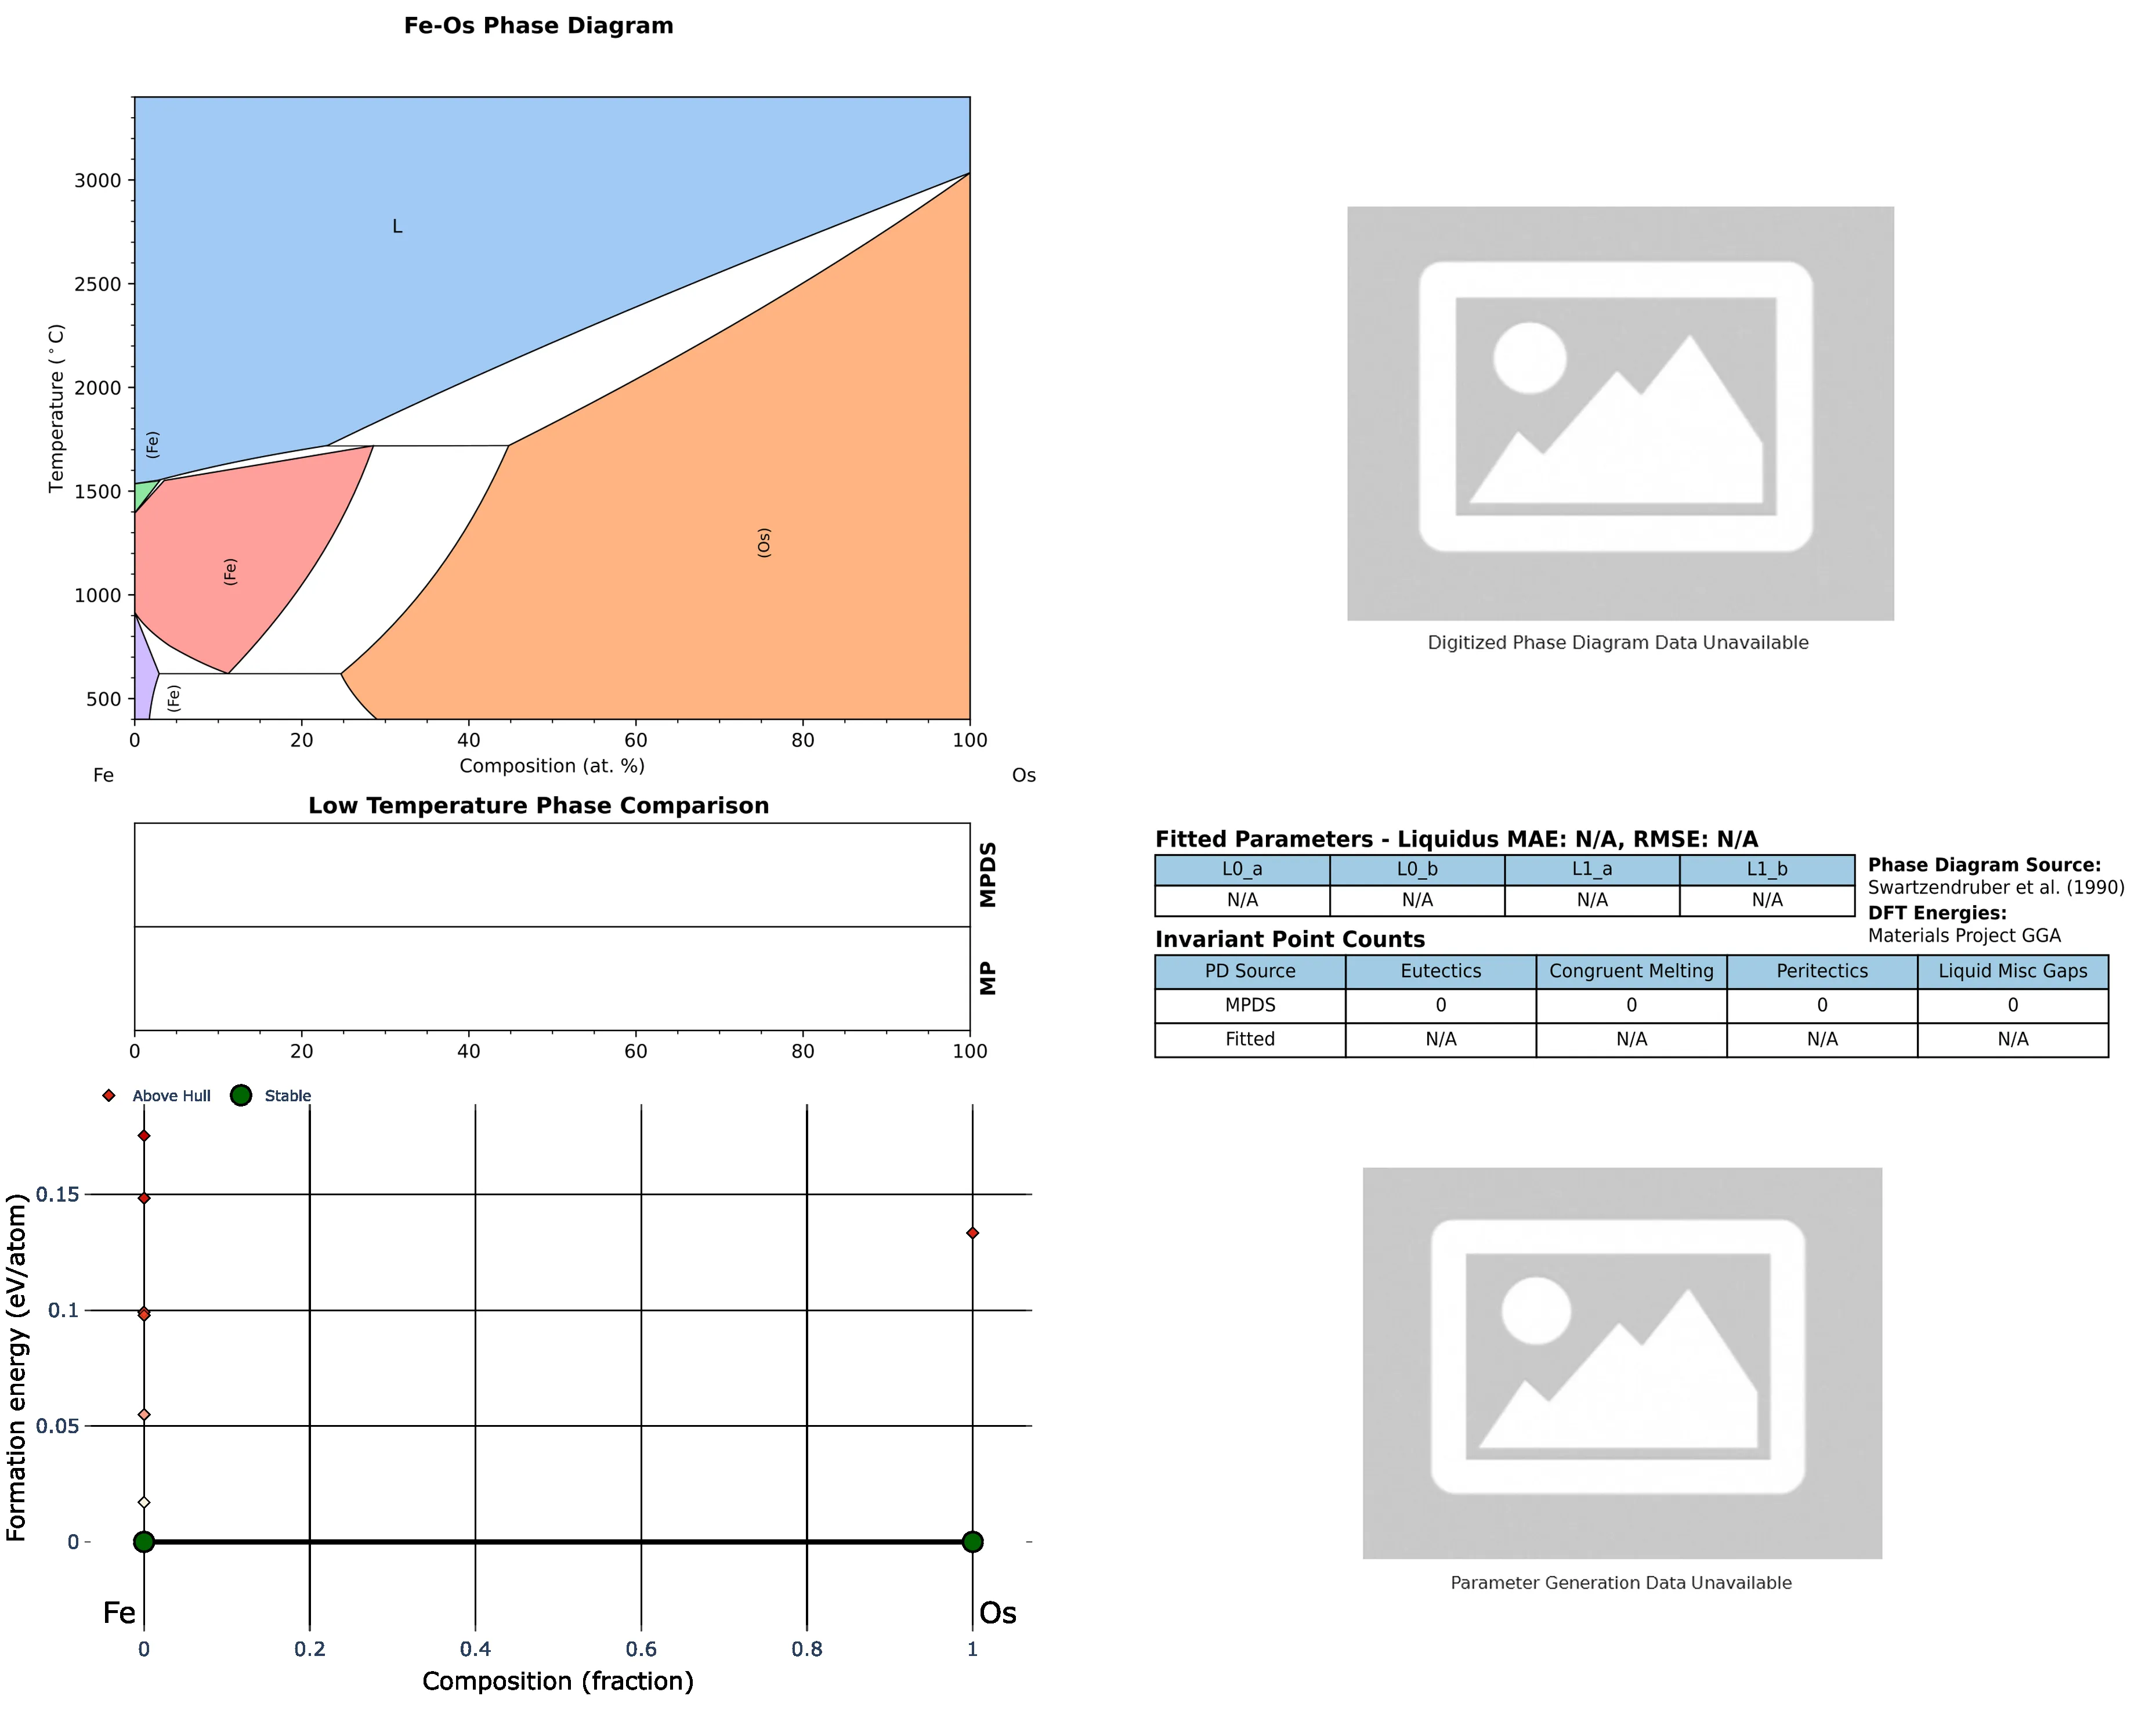 Fe-Os Phase Diagram
3000
2500
2000
1500
1000
500
Temperature (°C)
L
(Fe)
(Fe)
(Fe)
(Os)
0 20 40 60 80 100
Composition (at. %)
Fe Os
Digitized Phase Diagram Data Unavailable
Low Temperature Phase Comparison
MPDS
MP
0 20 40 60 80 100
Fitted Parameters - Liquidus MAE: N/A, RMSE: N/A
L0_a L0_b L1_a L1_b
N/A N/A N/A N/A
Phase Diagram Source:
Swartzendruber et al. (1990)
DFT Energies:
Materials Project GGA
Invariant Point Counts
PD Source Eutectics Congruent Melting Peritectics Liquid Misc Gaps
MPDS 0 0 0 0
Fitted N/A N/A N/A N/A
Above Hull Stable
0.15
0.1
0.05
0
Formation energy (eV/atom)
Fe Os
0 0.2 0.4 0.6 0.8 1
Composition (fraction)
Parameter Generation Data Unavailable